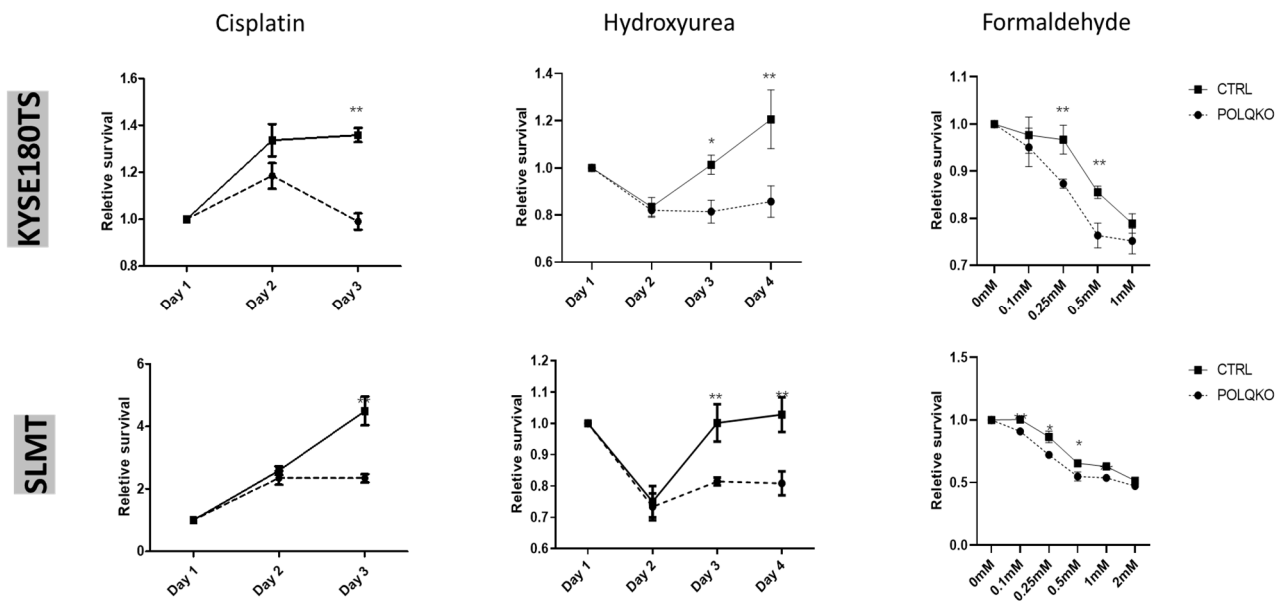 Cisplatin
Hydroxyurea
Formaldehyde
KYSE180TS
Reletive survival
1.6
1.4
1.2
1.0
0.8
**
Day 1
Day 2
Day 3
Reletive survival
1.4
1.2
1.0
0.8
0.6
*
**
Day 1
Day 2
Day 3
Day 4
Reletive survival
1.1
1.0
0.9
0.8
0.7
**
**
0mM
0.1mM
0.25mM
0.5mM
1mM
CTRL
POLQKO
SLMT
Reletive survival
6
4
2
0
**
Day 1
Day 2
Day 3
Reletive survival
1.2
1.1
1.0
0.9
0.8
0.7
0.6
**
**
Day 1
Day 2
Day 3
Day 4
Reletive survival
1.5
1.0
0.5
0.0
**
*
*
0mM
0.1mM
0.25mM
0.5mM
1mM
2mM
CTRL
POLQKO